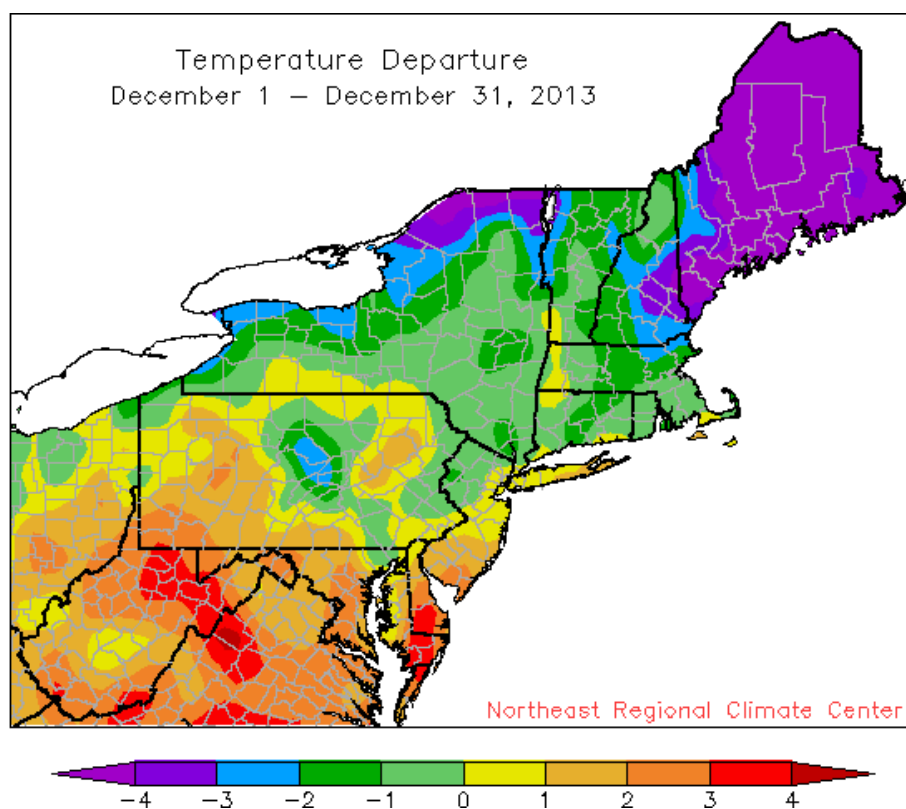 Temperature Departure
December 1 – December 31, 2013
Northeast Regional Climate Center
-4 -3 -2 -1 0 1 2 3 4